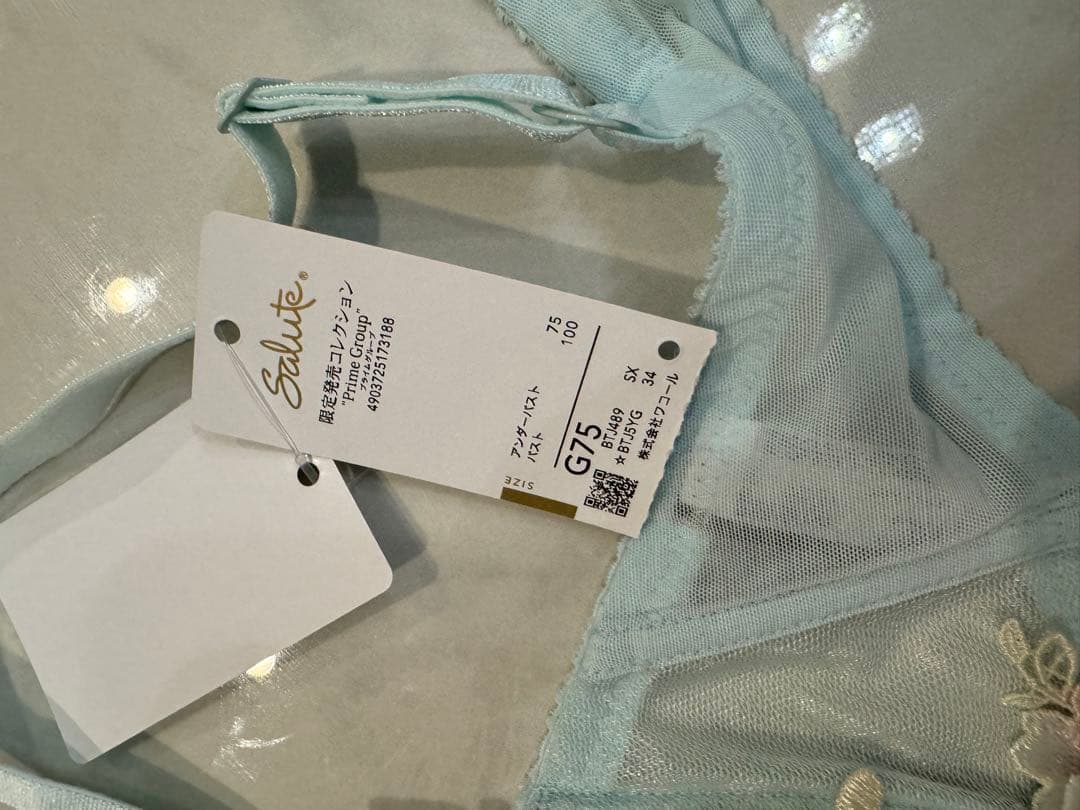 Salute®
限定発売コレクション
"Prime Group"
プライムグループ
4903725173188
アンダーバスト 75
バスト 100
SIZE
G75
BTJ489 SX
☆BTJ5YG 34
株式会社ワコール